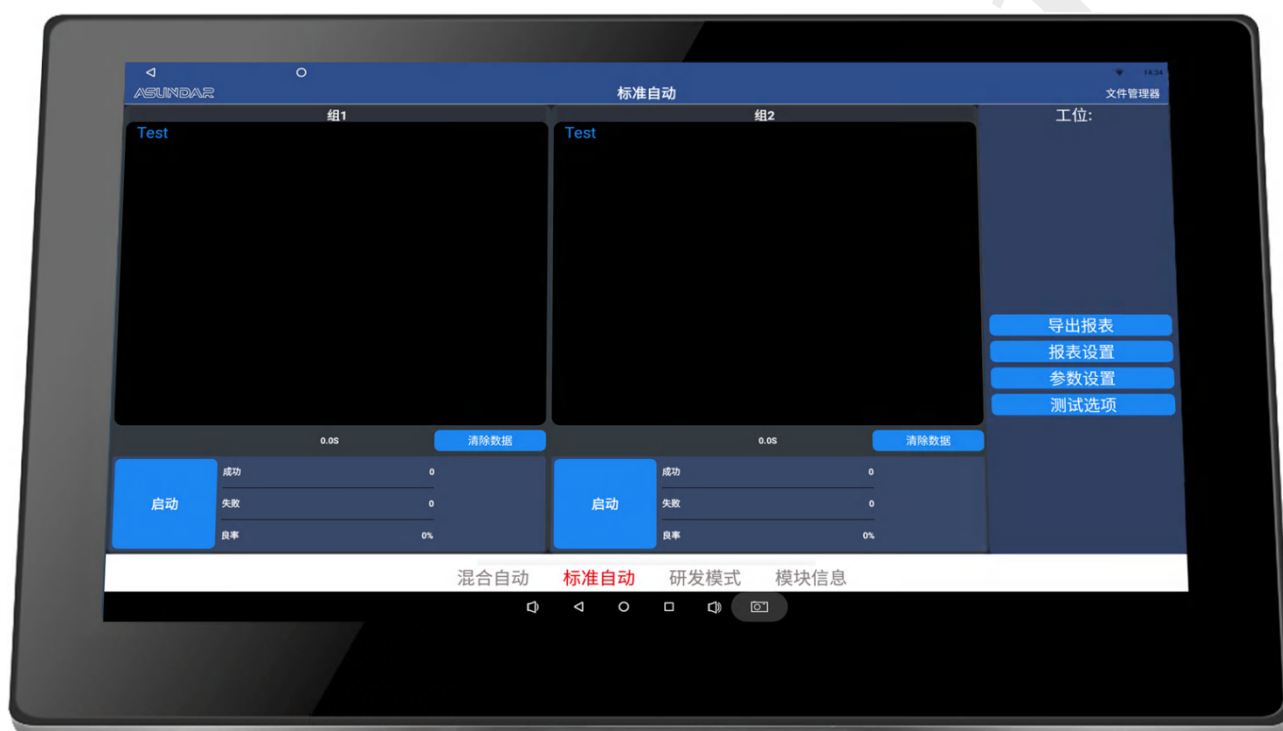 14:34
ASUNDAR 标准自动 文件管理器
组1 组2 工位:
Test Test
导出报表
报表设置
参数设置
测试选项
0.0S 清除数据 0.0S 清除数据
启动 成功 0 启动 成功 0
失败 0 失败 0
良率 0% 良率 0%
混合自动 标准自动 研发模式 模块信息